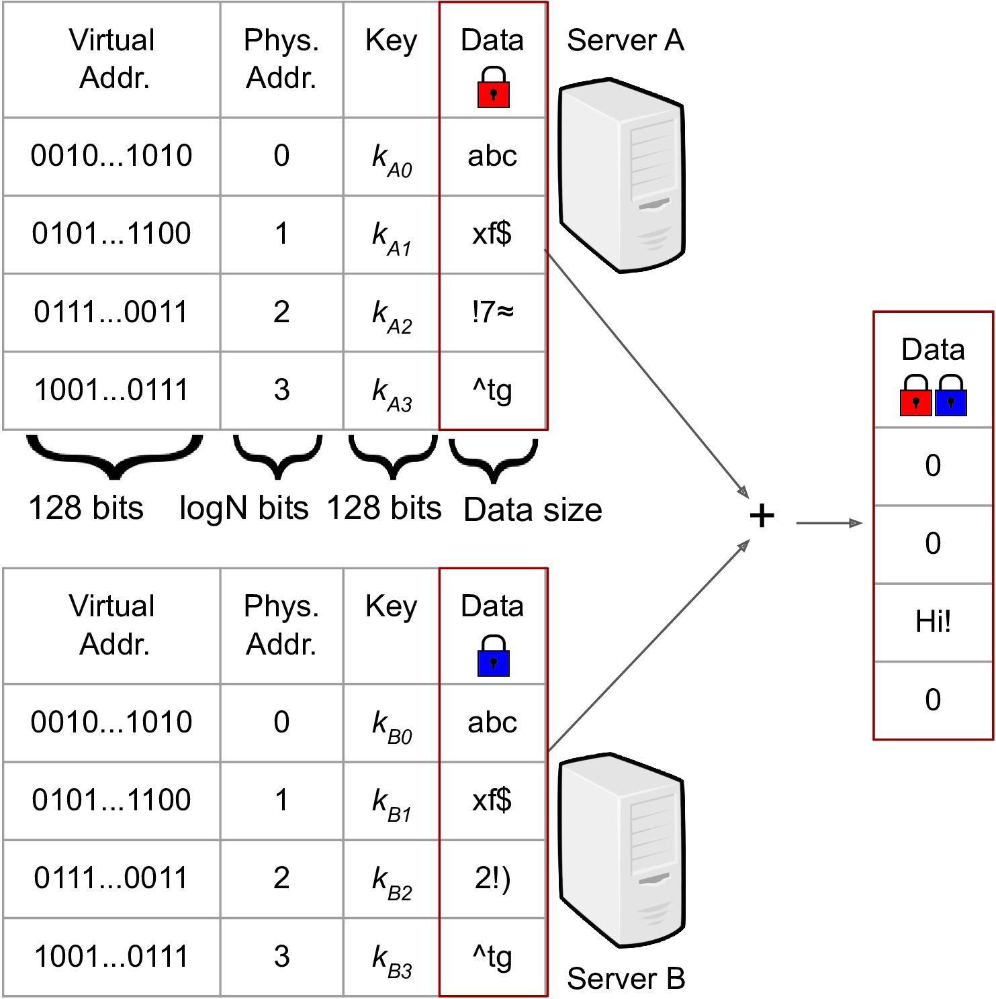 Virtual Addr. Phys. Addr. Key Data Server A
0010...1010 0 kA0 abc
0101...1100 1 kA1 xf$
0111...0011 2 kA2 !7≈
1001...0111 3 kA3 ^tg
128 bits logN bits 128 bits Data size
Virtual Addr. Phys. Addr. Key Data
0010...1010 0 kB0 abc
0101...1100 1 kB1 xf$
0111...0011 2 kB2 2!)
1001...0111 3 kB3 ^tg
Server B
+
Data
0
0
Hi!
0